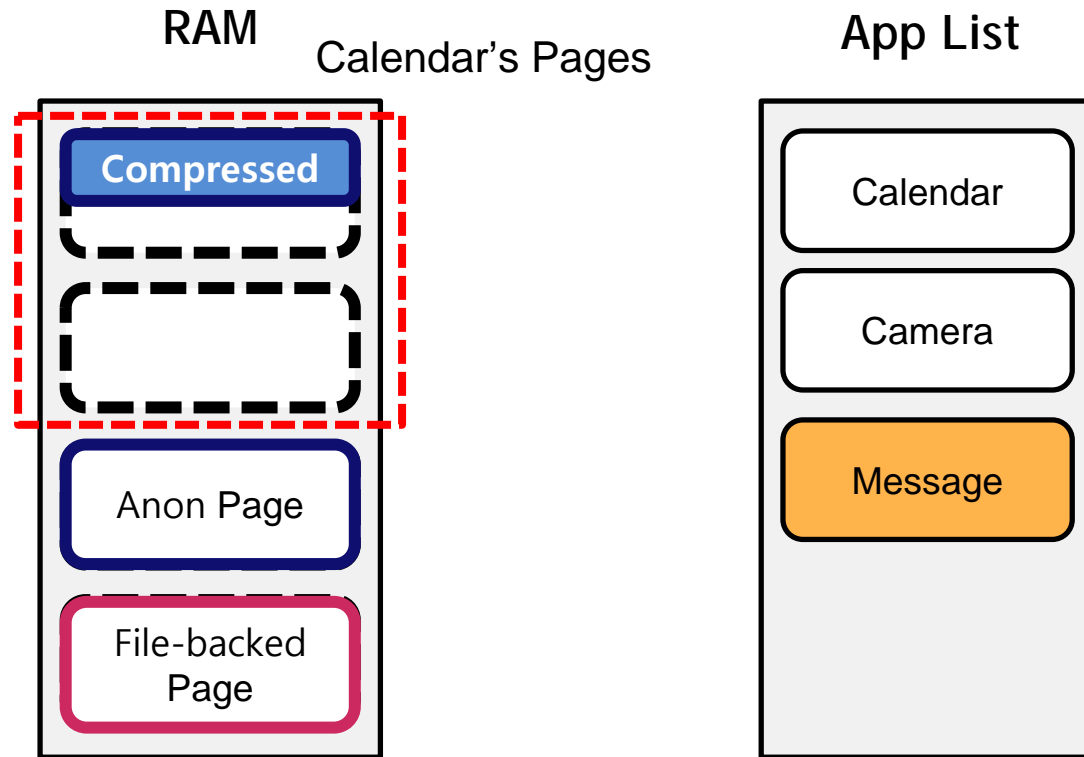 RAM
Calendar’s Pages
App List
Compressed
Anon Page
File-backed
Page
Calendar
Camera
Message